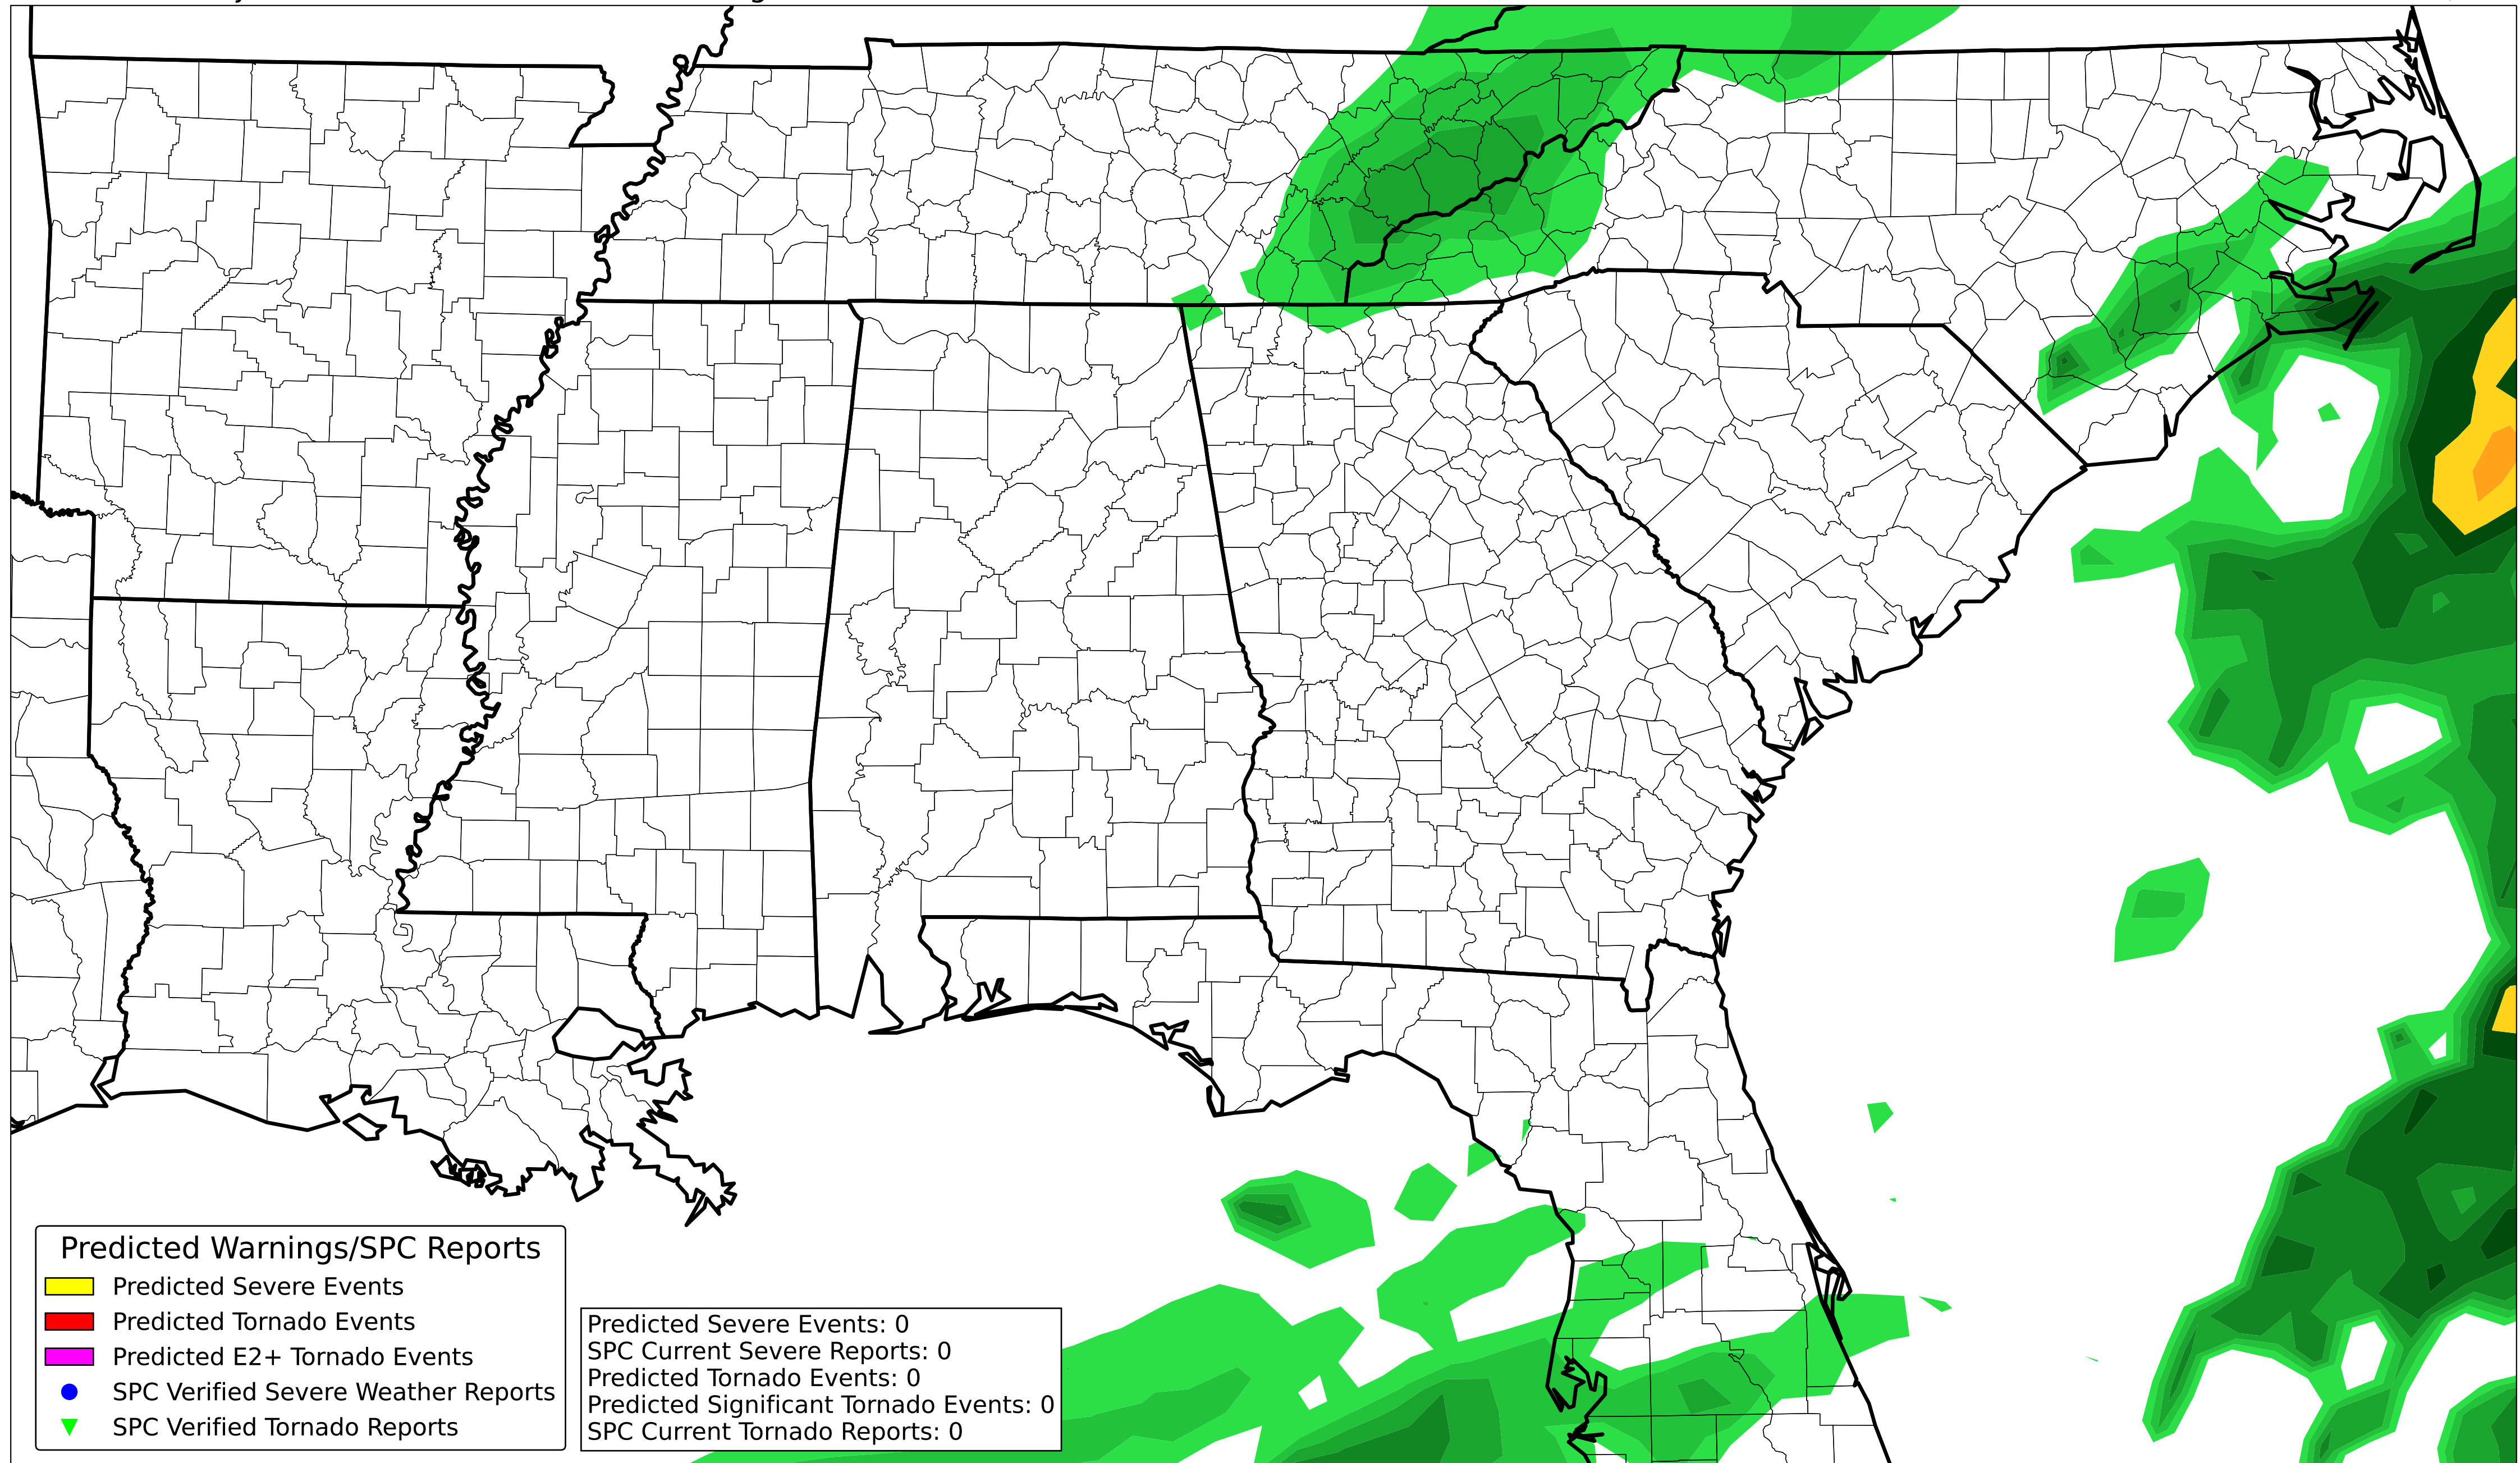 Predicted Warnings/SPC Reports
Predicted Severe Events
Predicted Tornado Events
Predicted E2+ Tornado Events
SPC Verified Severe Weather Reports
SPC Verified Tornado Reports
Predicted Severe Events: 0
SPC Current Severe Reports: 0
Predicted Tornado Events: 0
Predicted Significant Tornado Events: 0
SPC Current Tornado Reports: 0